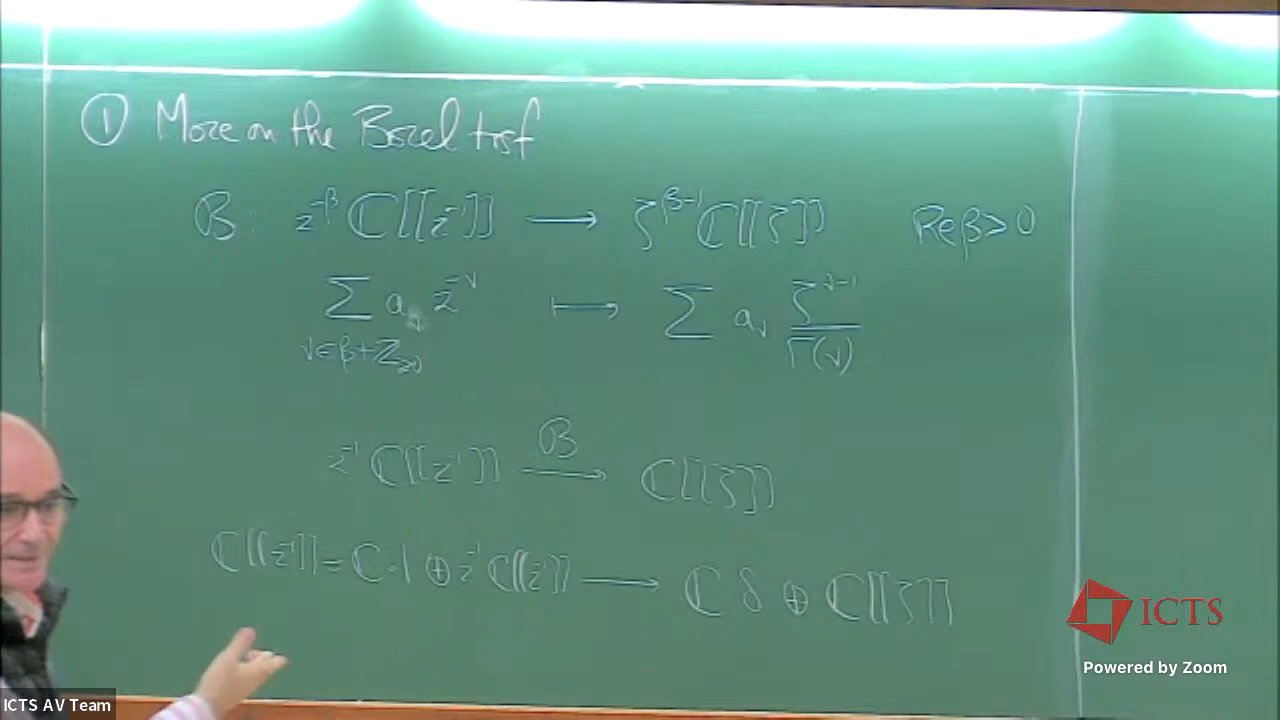 ① More on the Borel trsf
B: z^{-β} ℂ[[z^{-1}]] ⟶ ζ^{β-1} ℂ[[ζ]] Re β > 0
∑_{ν∈β+ℤ_{≥0}} a_ν z^{-ν} ⟼ ∑ a_ν ζ^{ν-1}/Γ(ν)
z^{-1} ℂ[[z^{-1}]] ⟶^{B} ℂ[[ζ]]
ℂ[[z^{-1}]] = ℂ·1 ⊕ z^{-1} ℂ[[z^{-1}]] ⟶ ℂ δ ⊕ ℂ[[ζ]]
ICTS
Powered by Zoom
ICTS AV Team